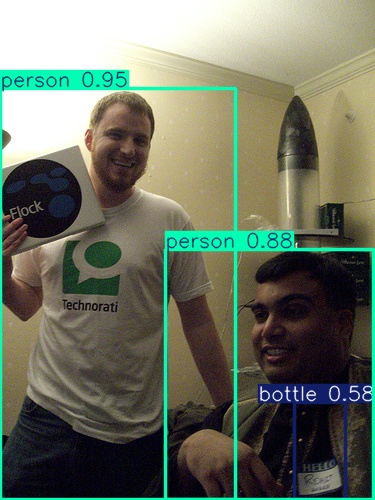 person 0.95
Flock
person 0.88
Technorati
bottle 0.58
HELLO